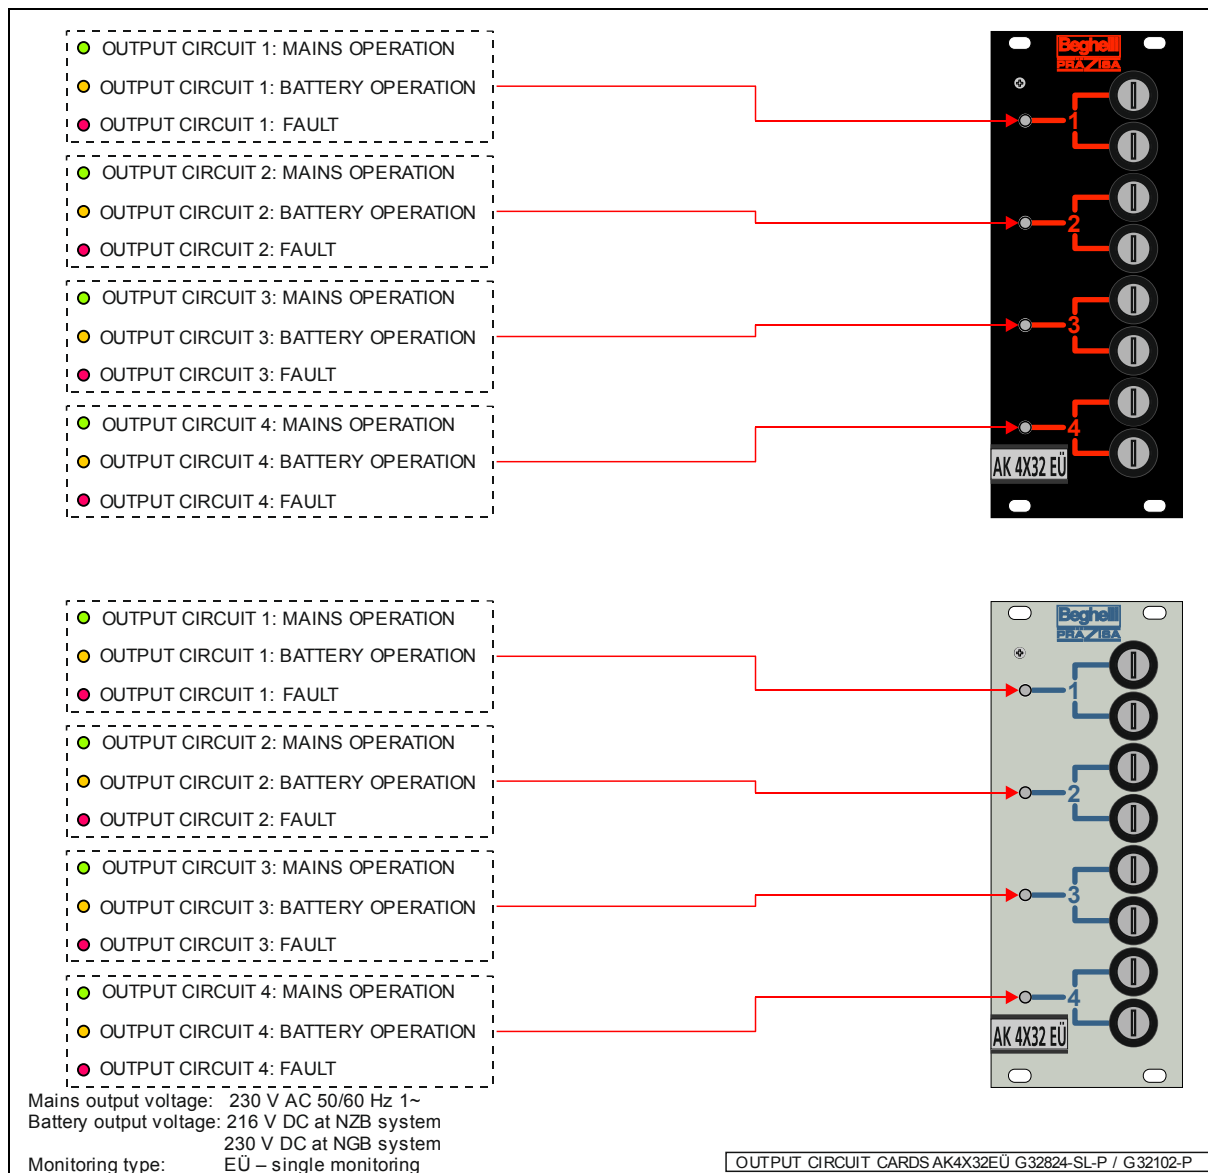 OUTPUT CIRCUIT 1: MAINS OPERATION
OUTPUT CIRCUIT 1: BATTERY OPERATION
OUTPUT CIRCUIT 1: FAULT
OUTPUT CIRCUIT 2: MAINS OPERATION
OUTPUT CIRCUIT 2: BATTERY OPERATION
OUTPUT CIRCUIT 2: FAULT
OUTPUT CIRCUIT 3: MAINS OPERATION
OUTPUT CIRCUIT 3: BATTERY OPERATION
OUTPUT CIRCUIT 3: FAULT
OUTPUT CIRCUIT 4: MAINS OPERATION
OUTPUT CIRCUIT 4: BATTERY OPERATION
OUTPUT CIRCUIT 4: FAULT
Beghelli
PRÄZISA
1
2
3
4
AK 4X32 EÜ
OUTPUT CIRCUIT 1: MAINS OPERATION
OUTPUT CIRCUIT 1: BATTERY OPERATION
OUTPUT CIRCUIT 1: FAULT
OUTPUT CIRCUIT 2: MAINS OPERATION
OUTPUT CIRCUIT 2: BATTERY OPERATION
OUTPUT CIRCUIT 2: FAULT
OUTPUT CIRCUIT 3: MAINS OPERATION
OUTPUT CIRCUIT 3: BATTERY OPERATION
OUTPUT CIRCUIT 3: FAULT
OUTPUT CIRCUIT 4: MAINS OPERATION
OUTPUT CIRCUIT 4: BATTERY OPERATION
OUTPUT CIRCUIT 4: FAULT
Beghelli
PRÄZISA
1
2
3
4
AK 4X32 EÜ
Mains output voltage: 230 V AC 50/60 Hz 1~
Battery output voltage: 216 V DC at NZB system
230 V DC at NGB system
Monitoring type: EÜ – single monitoring
OUTPUT CIRCUIT CARDS AK4X32EÜ G32824-SL-P / G32102-P